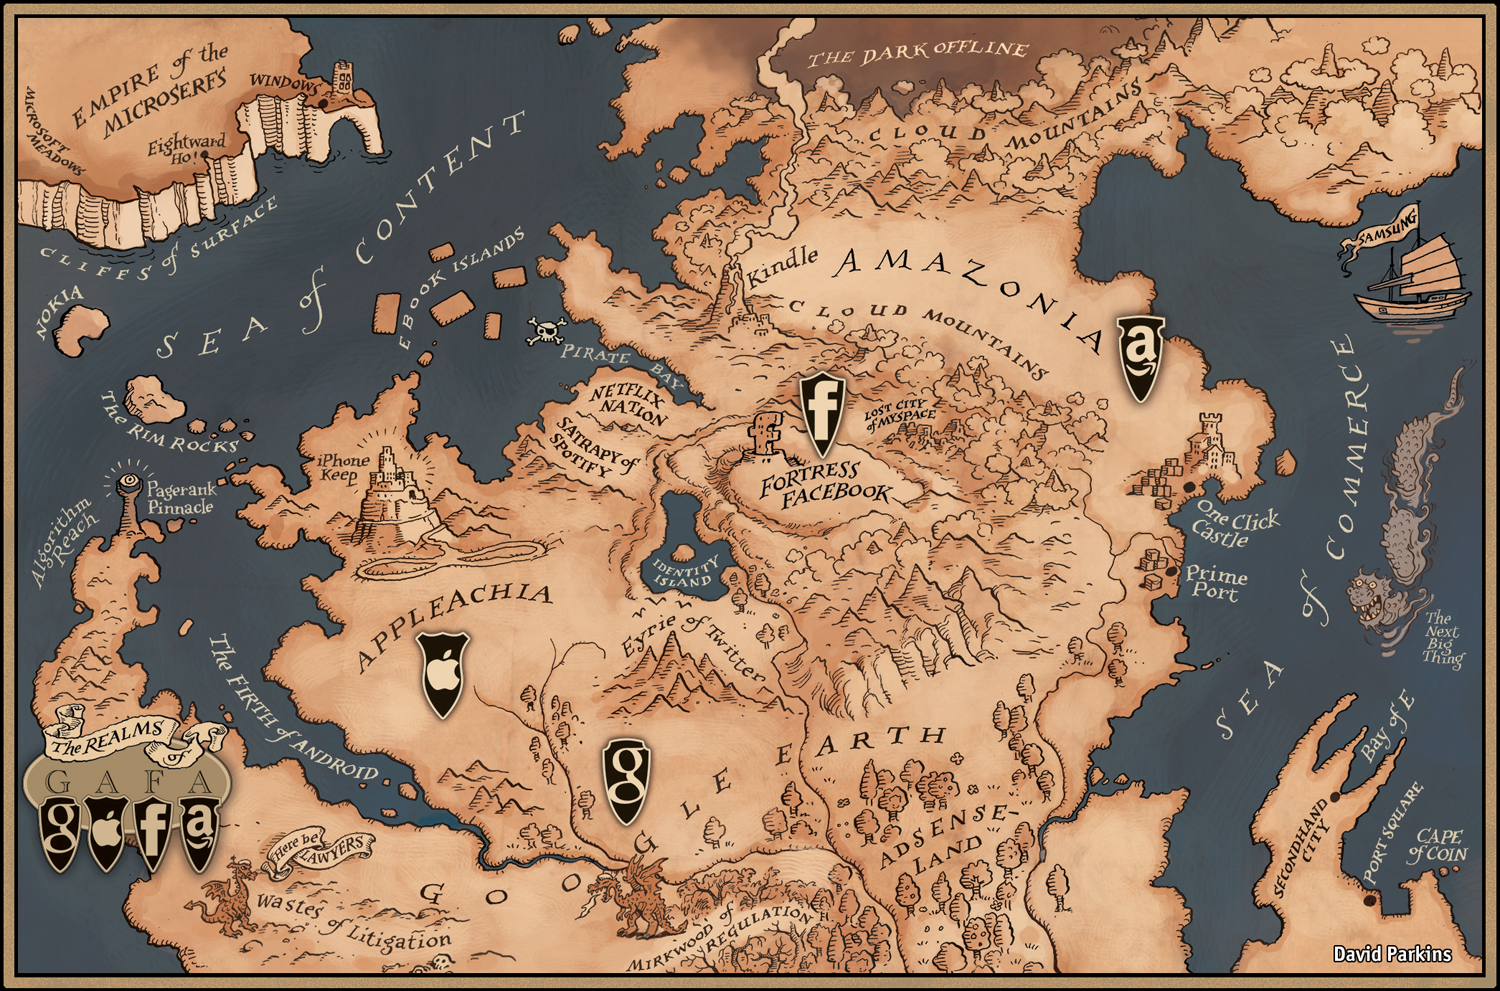 THE DARK OFFLINE
EMPIRE of the
MICROSERFS
WINDOWS
MICROSOFT
MEADOWS
Eightward
Ho!
CLIFFS of SURFACE
SEA of CONTENT
CLOUD MOUNTAINS
SAMSUNG
NOKIA
EBOOK ISLANDS
PIRATE BAY
Kindle
AMAZONIA
CLOUD MOUNTAINS
a
The RIM ROCKS
NETFLIX
NATION
SATRAPY of
SPOTIFY
f
f
LOST CITY
of MYSPACE
FORTRESS
FACEBOOK
SEA of COMMERCE
iPhone
Keep
Pagerank
Pinnacle
Algorithm
Reach
One Click
Castle
IDENTITY
ISLAND
Prime
Port
APPLEACHIA
Eyrie of Twitter
The
Next
Big
Thing
The FIRTH of ANDROID
The REALMS
of
GAFA
g f a
g
GOOGLE EARTH
ADSENSE-
LAND
Bay of E
SECONDHAND
CITY
PORT SQUARE
CAPE
of COIN
Here be
LAWYERS
Wastes of Litigation
MIRKWOOD of
REGULATION
David Parkins